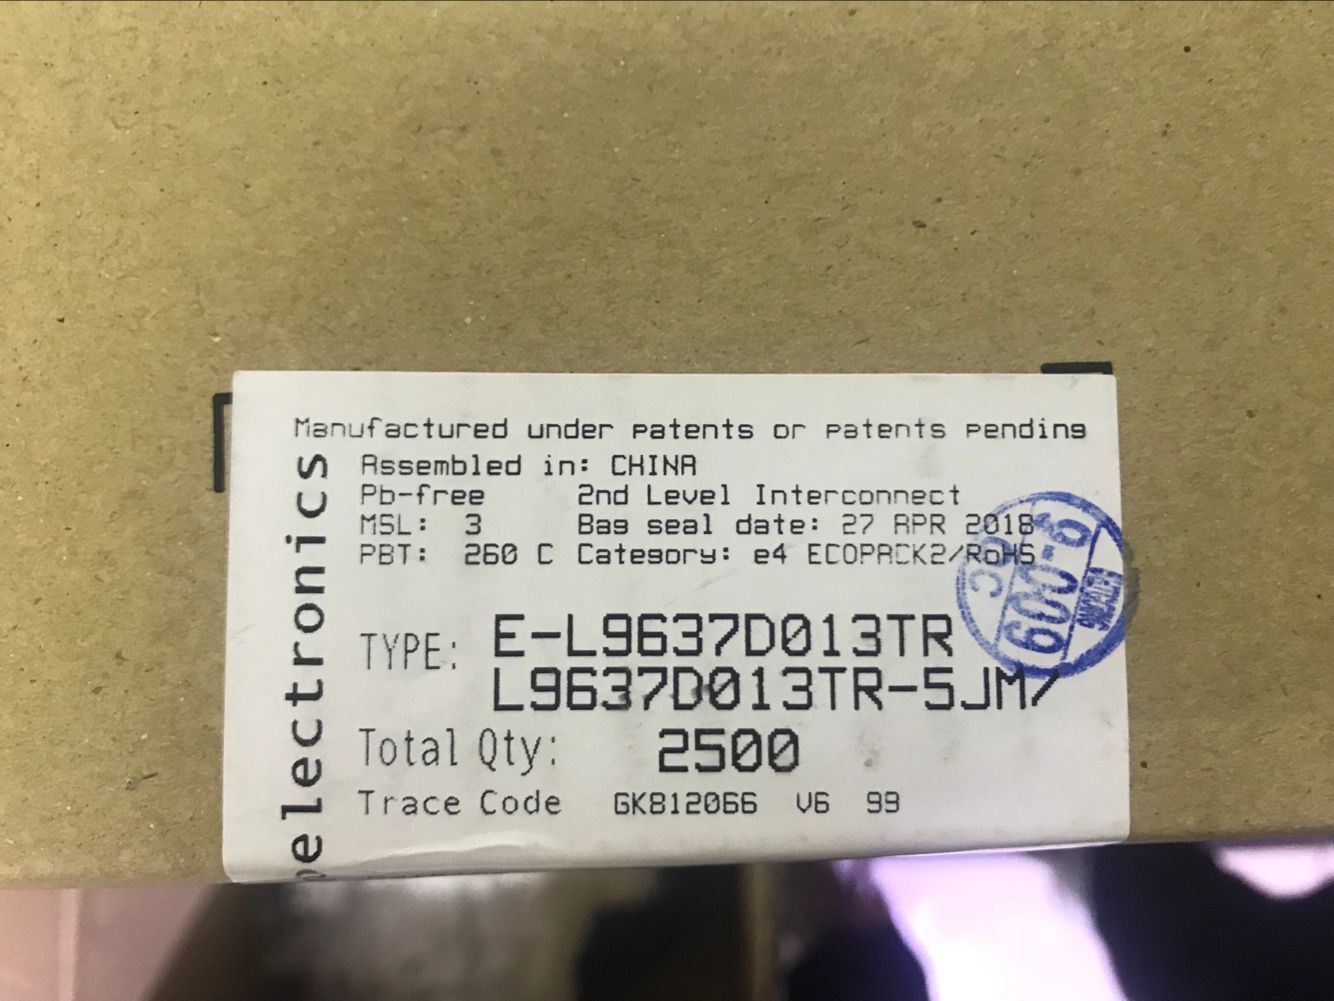 Manufactured under patents or patents pending
Assembled in: CHINA
Pb-free 2nd Level Interconnect
MSL: 3 Bag seal date: 27 APR 2018
PBT: 260 C Category: e4 ECOPACK2/RoHS
TYPE: E-L9637D013TR
L9637D013TR-5JM/
Total Qty: 2500
Trace Code GK812066 V6 99
electronics
9-009